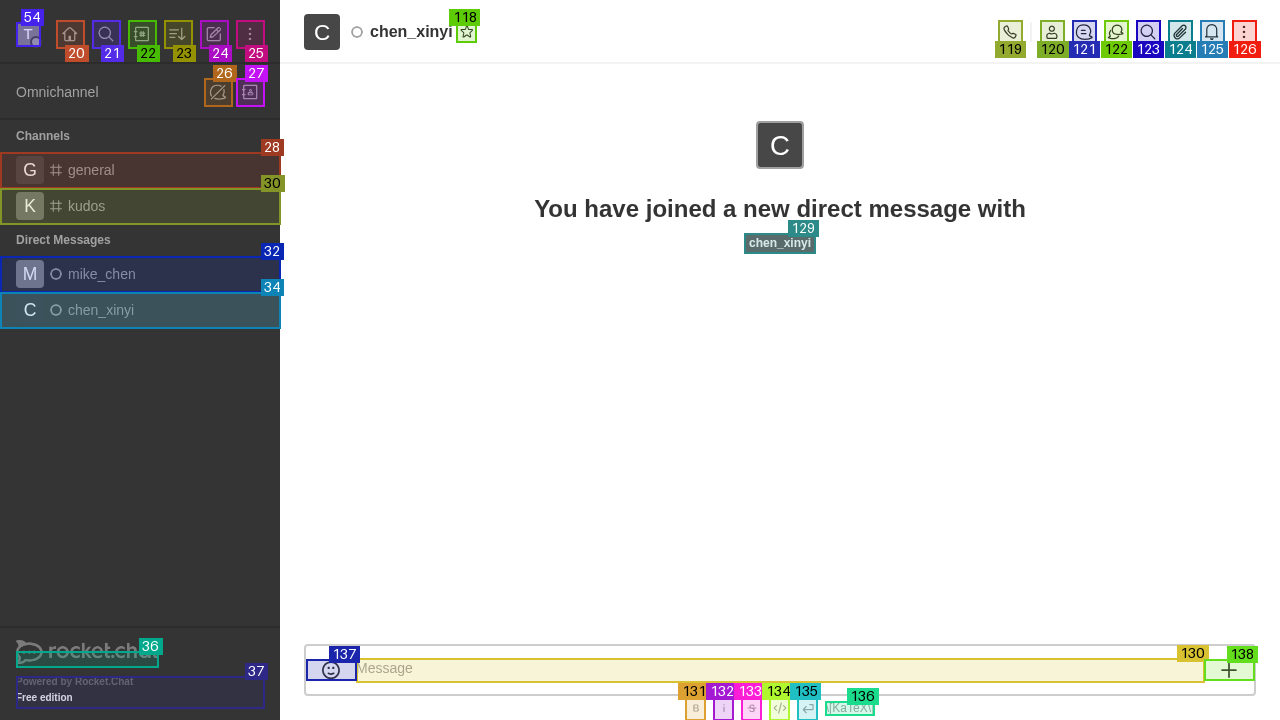 54
T
20
21
22
23
24
25
26
27
Omnichannel
Channels
28
G general
30
K kudos
Direct Messages
32
M mike_chen
34
C chen_xinyi
36
rocket.cha
37
Powered by Rocket.Chat
Free edition
C chen_xinyi
118
119
120
121
122
123
124
125
126
C
You have joined a new direct message with
129
chen_xinyi
137
130
138
Message
131
132
133
134
135
136
B
i
S
</>
\(KaTeX\)